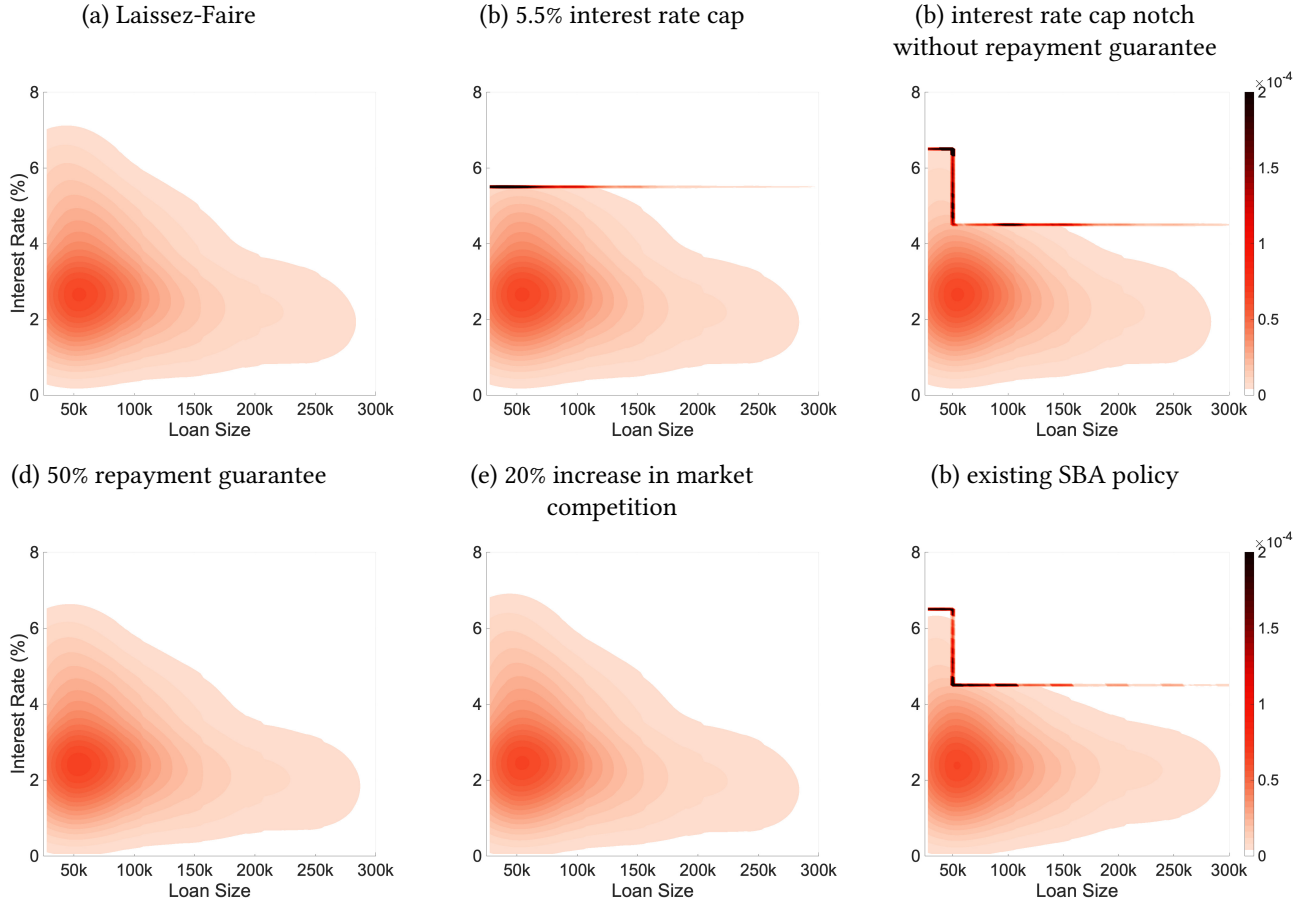 (a) Laissez-Faire
(b) 5.5% interest rate cap
(b) interest rate cap notch
without repayment guarantee
×10⁻⁴
8
6
4
2
0
Interest Rate (%)
50k 100k 150k 200k 250k 300k
Loan Size
8
6
4
2
0
50k 100k 150k 200k 250k 300k
Loan Size
8
6
4
2
0
50k 100k 150k 200k 250k 300k
Loan Size
2
1.5
1
0.5
0
(d) 50% repayment guarantee
(e) 20% increase in market
competition
(b) existing SBA policy
×10⁻⁴
8
6
4
2
0
Interest Rate (%)
50k 100k 150k 200k 250k 300k
Loan Size
8
6
4
2
0
50k 100k 150k 200k 250k 300k
Loan Size
8
6
4
2
0
50k 100k 150k 200k 250k 300k
Loan Size
2
1.5
1
0.5
0